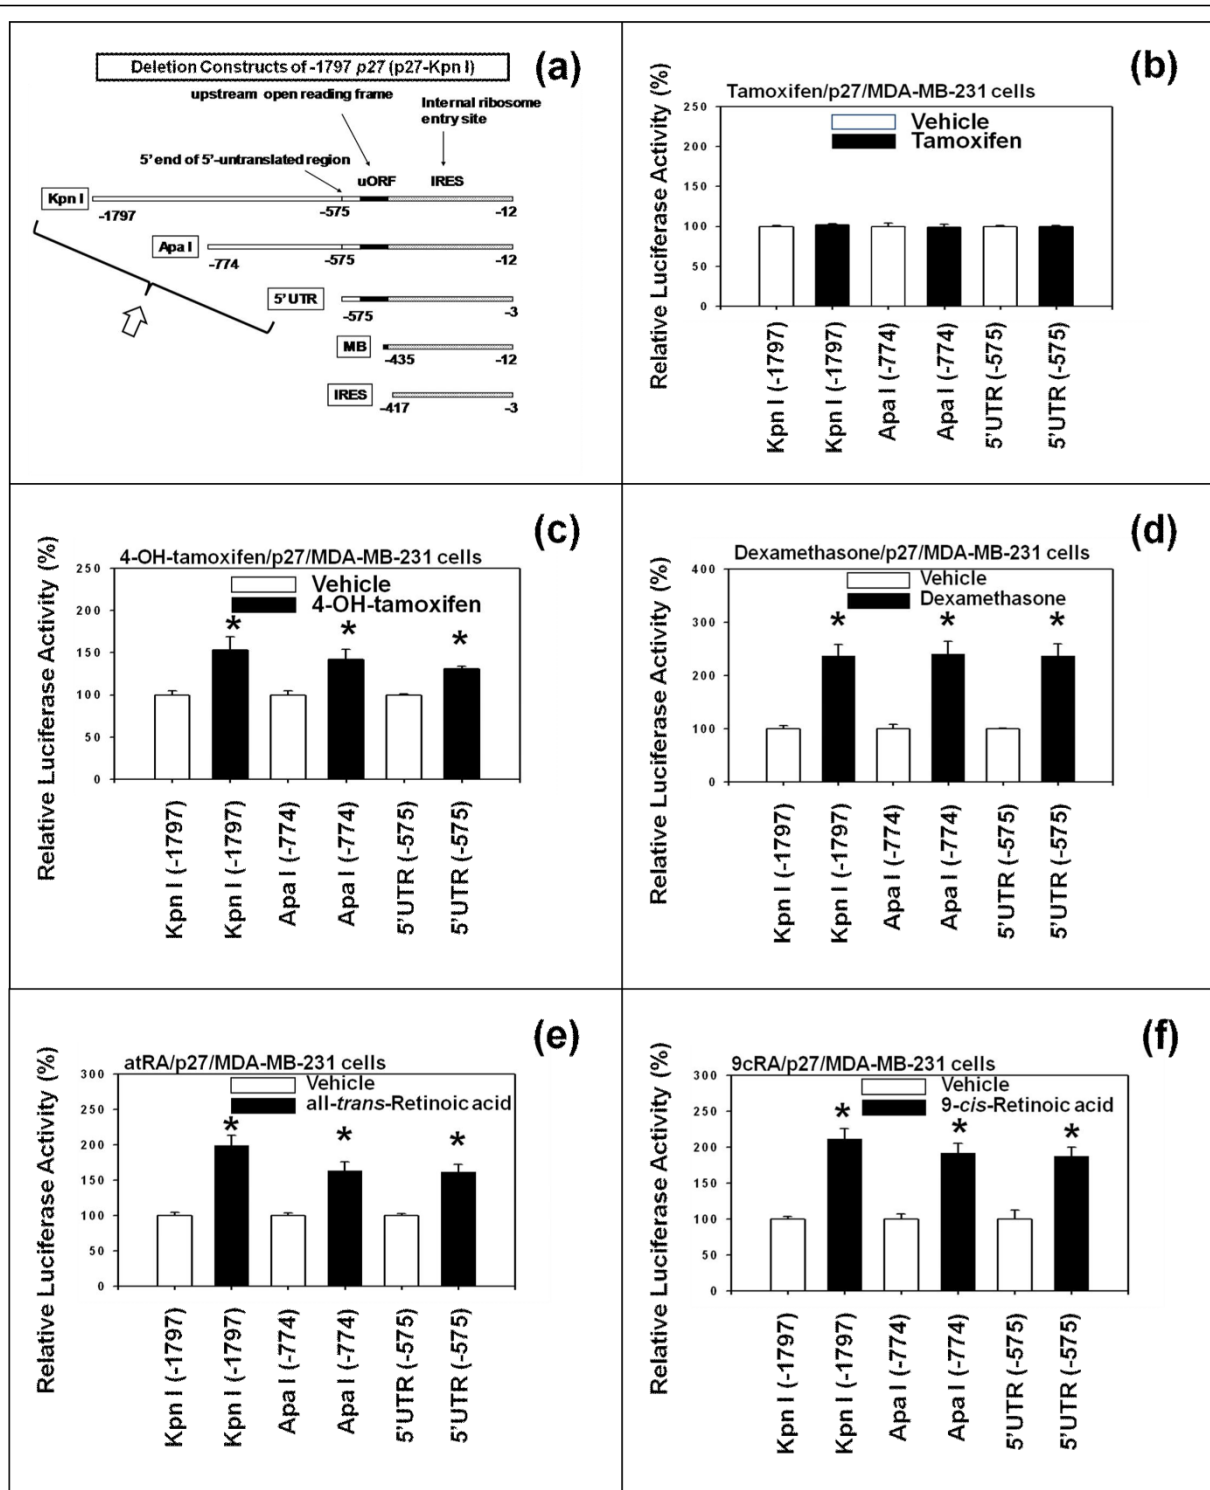 (a)
Deletion Constructs of -1797 p27 (p27-Kpn I)
upstream open reading frame
Internal ribosome
entry site
5' end of 5'-untranslated region
uORF
IRES
Kpn I
-1797
-575
-12
Apa I
-774
-575
-12
5' UTR
-575
-3
MB
-435
-12
IRES
-417
-3
(b)
Tamoxifen/p27/MDA-MB-231 cells
Vehicle
Tamoxifen
Relative Luciferase Activity (%)
250
200
150
100
50
0
Kpn I (-1797)
Kpn I (-1797)
Apa I (-774)
Apa I (-774)
5'UTR (-575)
5'UTR (-575)
(c)
4-OH-tamoxifen/p27/MDA-MB-231 cells
Vehicle
4-OH-tamoxifen
Relative Luciferase Activity (%)
250
200
150
100
50
0
* * *
Kpn I (-1797)
Kpn I (-1797)
Apa I (-774)
Apa I (-774)
5'UTR (-575)
5'UTR (-575)
(d)
Dexamethasone/p27/MDA-MB-231 cells
Vehicle
Dexamethasone
Relative Luciferase Activity (%)
400
300
200
100
0
* * *
Kpn I (-1797)
Kpn I (-1797)
Apa I (-774)
Apa I (-774)
5'UTR (-575)
5'UTR (-575)
(e)
atRA/p27/MDA-MB-231 cells
Vehicle
all-trans-Retinoic acid
Relative Luciferase Activity (%)
300
250
200
150
100
50
0
* * *
Kpn I (-1797)
Kpn I (-1797)
Apa I (-774)
Apa I (-774)
5'UTR (-575)
5'UTR (-575)
(f)
9cRA/p27/MDA-MB-231 cells
Vehicle
9-cis-Retinoic acid
Relative Luciferase Activity (%)
300
250
200
150
100
50
0
* * *
Kpn I (-1797)
Kpn I (-1797)
Apa I (-774)
Apa I (-774)
5'UTR (-575)
5'UTR (-575)